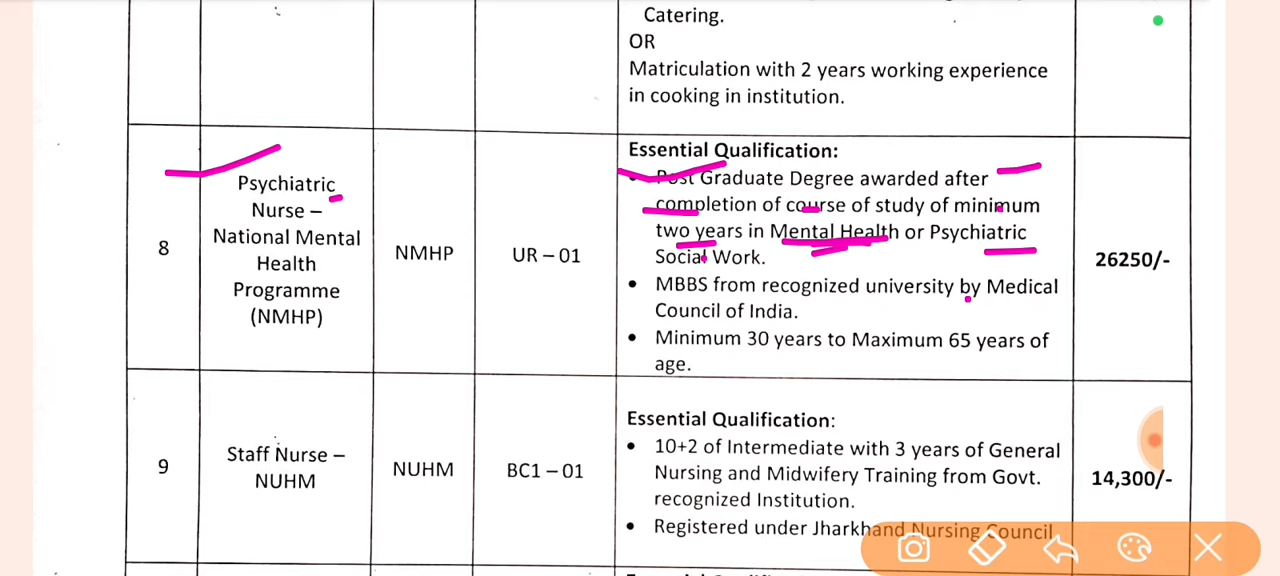 Catering.
OR
Matriculation with 2 years working experience
in cooking in institution.
8
Psychiatric
Nurse –
National Mental
Health
Programme
(NMHP)
NMHP
UR – 01
Essential Qualification:
• Post Graduate Degree awarded after
completion of course of study of minimum
two years in Mental Health or Psychiatric
Social Work.
• MBBS from recognized university by Medical
Council of India.
• Minimum 30 years to Maximum 65 years of
age.
26250/-
9
Staff Nurse –
NUHM
NUHM
BC1 – 01
Essential Qualification:
• 10+2 of Intermediate with 3 years of General
Nursing and Midwifery Training from Govt.
recognized Institution.
• Registered under Jharkhand Nursing Council
14,300/-